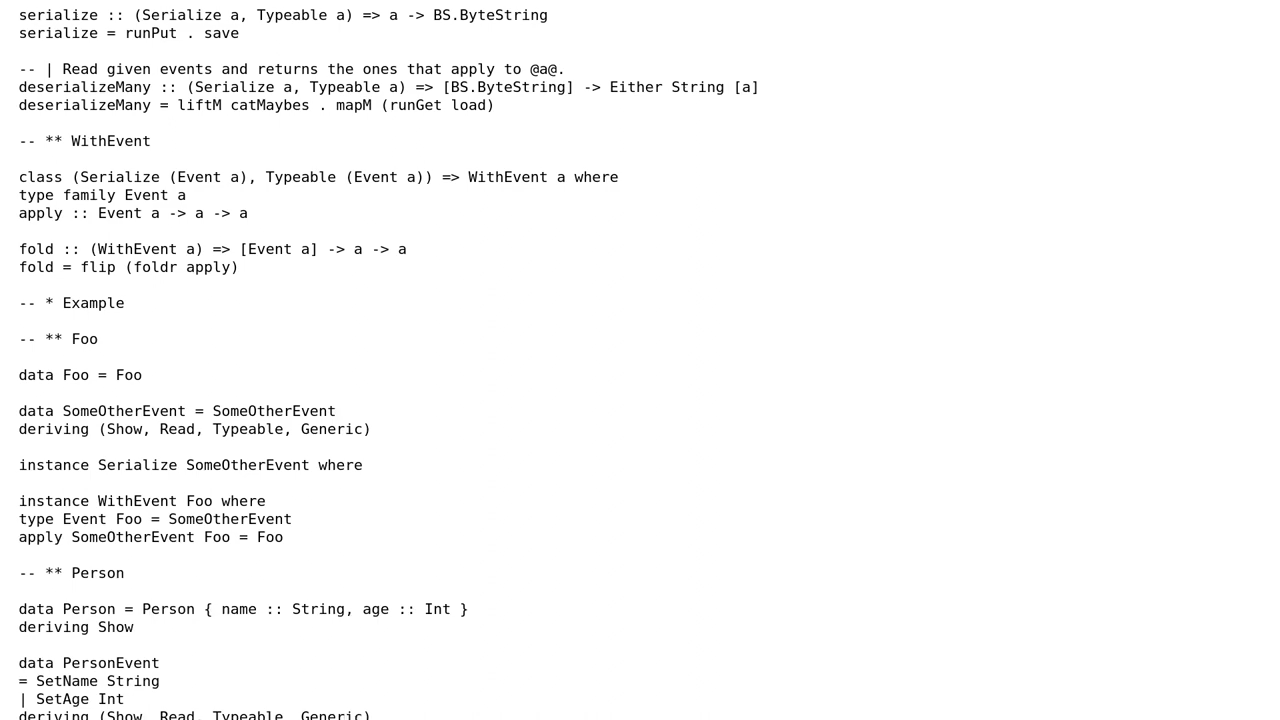 serialize :: (Serialize a, Typeable a) => a -> BS.ByteString
serialize = runPut . save
-- | Read given events and returns the ones that apply to @a@.
deserializeMany :: (Serialize a, Typeable a) => [BS.ByteString] -> Either String [a]
deserializeMany = liftM catMaybes . mapM (runGet load)
-- ** WithEvent
class (Serialize (Event a), Typeable (Event a)) => WithEvent a where
type family Event a
apply :: Event a -> a -> a
fold :: (WithEvent a) => [Event a] -> a -> a
fold = flip (foldr apply)
-- * Example
-- ** Foo
data Foo = Foo
data SomeOtherEvent = SomeOtherEvent
deriving (Show, Read, Typeable, Generic)
instance Serialize SomeOtherEvent where
instance WithEvent Foo where
type Event Foo = SomeOtherEvent
apply SomeOtherEvent Foo = Foo
-- ** Person
data Person = Person { name :: String, age :: Int }
deriving Show
data PersonEvent
= SetName String
| SetAge Int
deriving (Show, Read, Typeable, Generic)